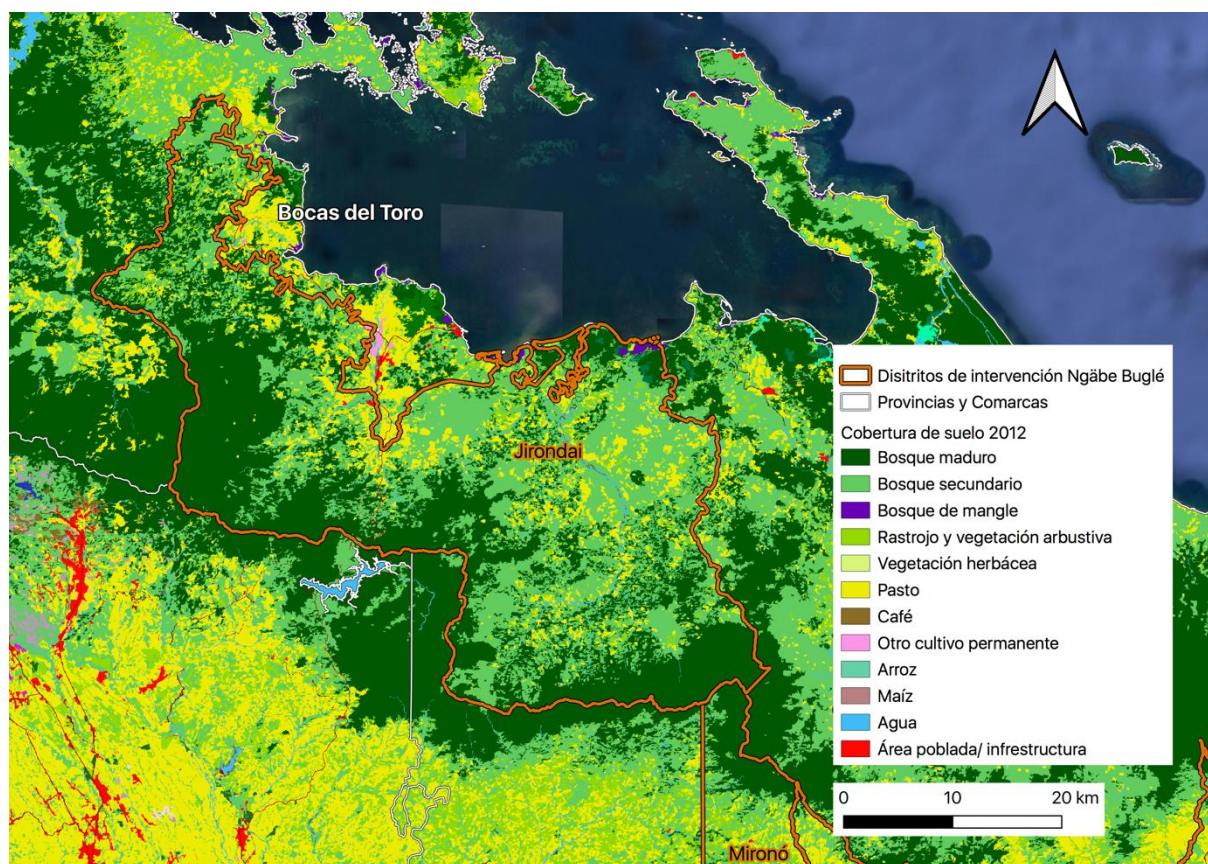 Bocas del Toro
Jirondai
Mironó
Disitritos de intervención Ngäbe Buglé
Provincias y Comarcas
Cobertura de suelo 2012
Bosque maduro
Bosque secundario
Bosque de mangle
Rastrojo y vegetación arbustiva
Vegetación herbácea
Pasto
Café
Otro cultivo permanente
Arroz
Maíz
Agua
Área poblada/ infrestructura
0 10 20 km